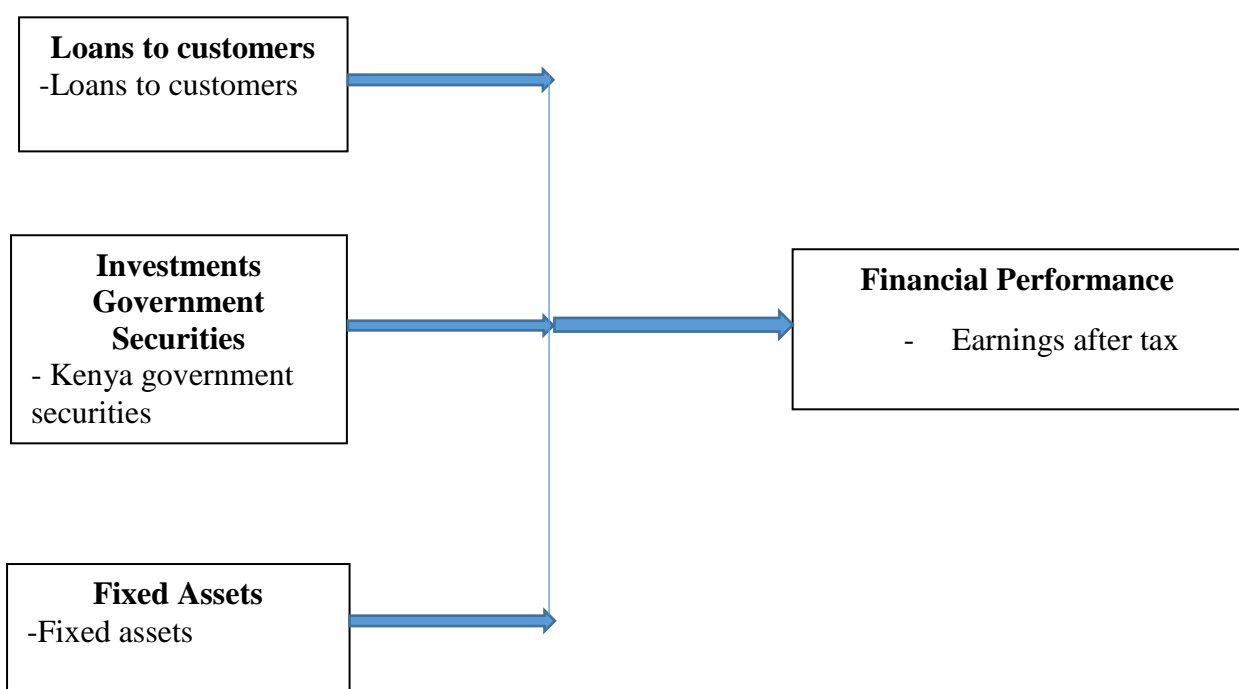 Loans to customers
-Loans to customers
Investments
Government
Securities
- Kenya government
securities
Financial Performance
- Earnings after tax
Fixed Assets
-Fixed assets